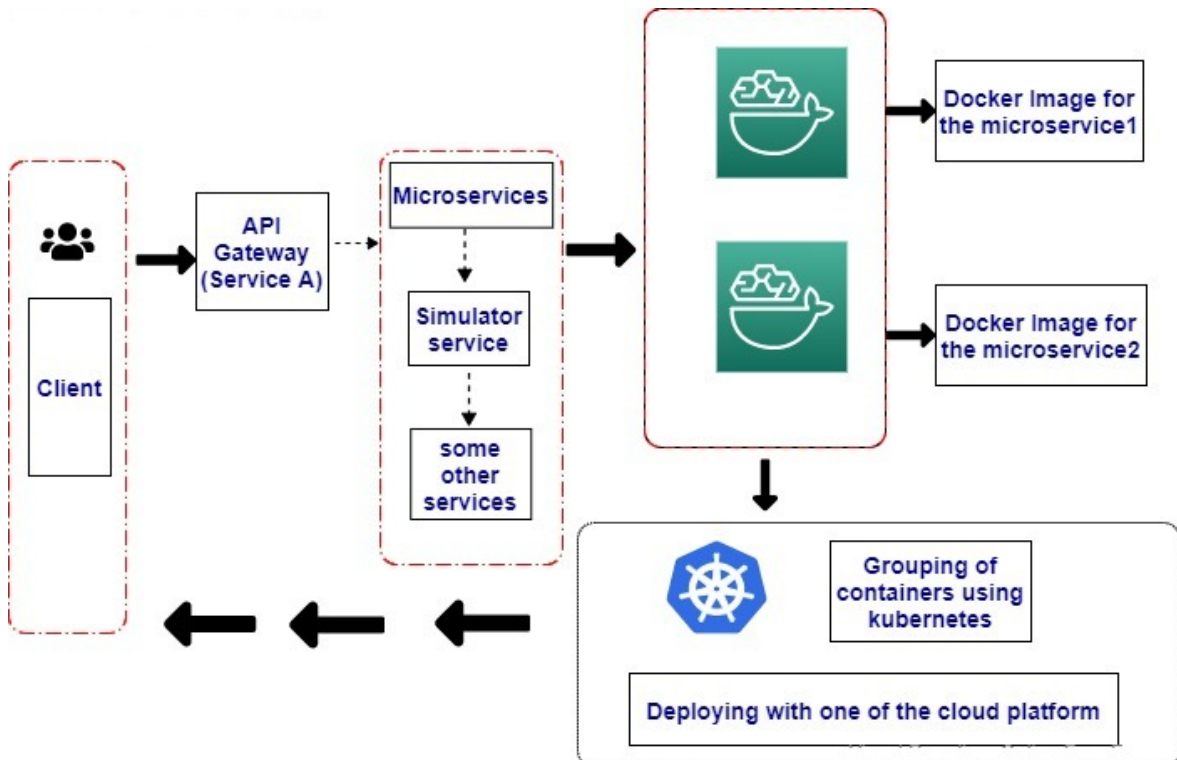 Client
API
Gateway
(Service A)
Microservices
Simulator
service
some
other
services
Docker Image for
the microservice1
Docker Image for
the microservice2
Grouping of
containers using
kubernetes
Deploying with one of the cloud platform